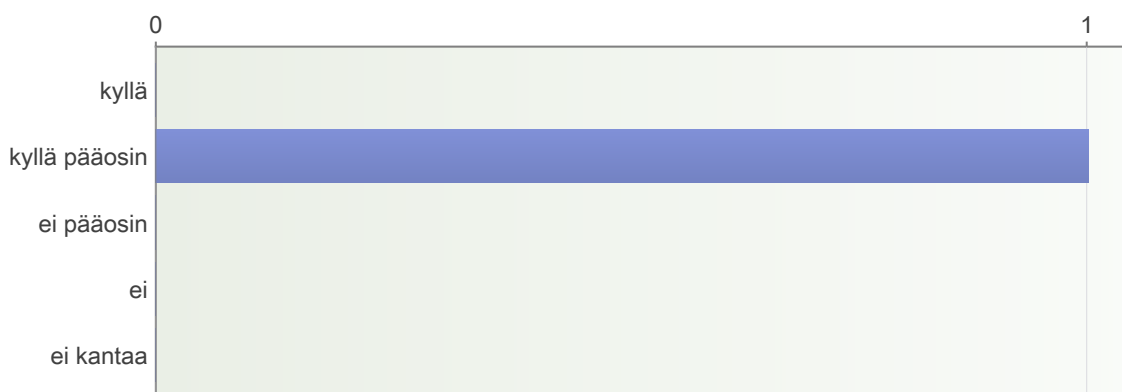 0 1
kyllä
kyllä pääosin
ei pääosin
ei
ei kantaa